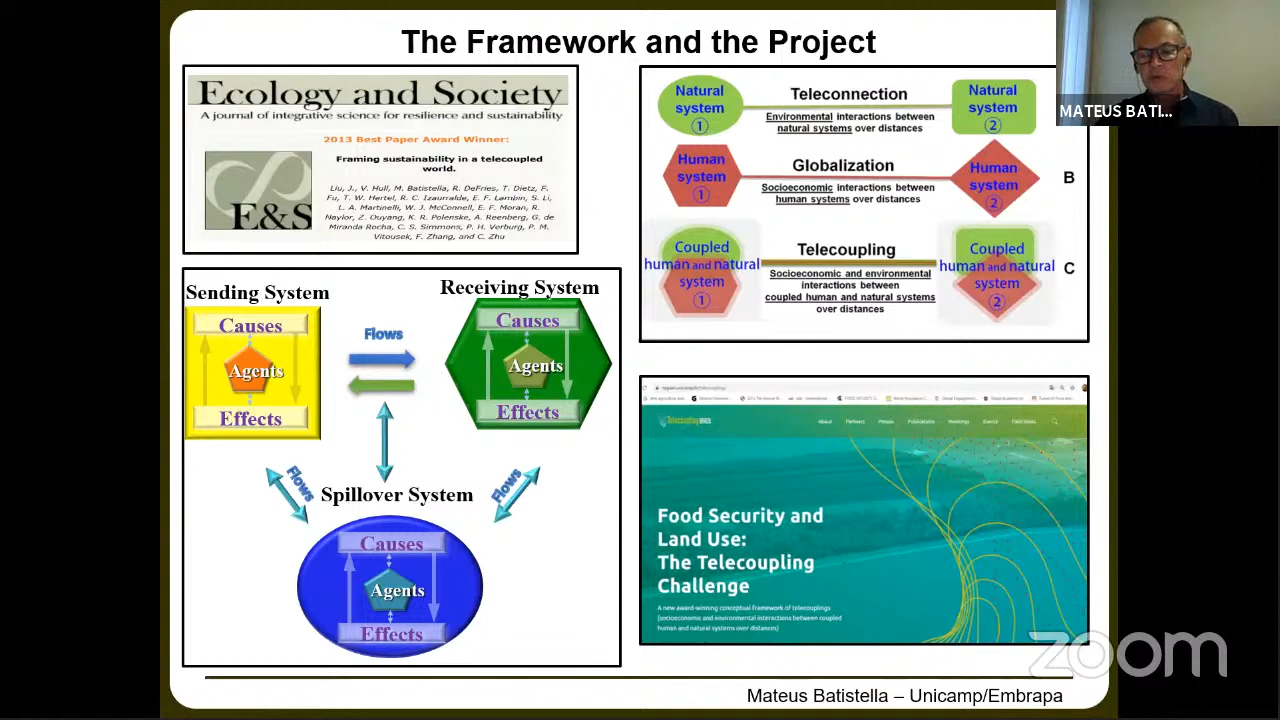 The Framework and the Project
Ecology and Society
A journal of integrative science for resilience and sustainability
2013 Best Paper Award Winner:
Framing sustainability in a telecoupled
world.
Liu, J., V. Hull, M. Batistella, R. DeFries, T. Dietz, F.
Fu, T. W. Hertel, R. C. Izaurralde, E. F. Lambin, S. Li,
L. A. Martinelli, W. J. McConnell, E. F. Moran, R.
Naylor, Z. Ouyang, K. R. Polenske, A. Reenberg, G. de
Miranda Rocha, C. S. Simmons, P. H. Verburg, P. M.
Vitousek, F. Zhang, and C. Zhu
E&S
Natural
system
1
Teleconnection
Environmental interactions between
natural systems over distances
Natural
system
2
Human
system
1
Globalization
Socioeconomic interactions between
human systems over distances
Human
system
2
B
Coupled
human and natural
system
1
Telecoupling
Socioeconomic and environmental
interactions between
coupled human and natural systems
over distances
Coupled
human and natural
system
2
C
MATEUS BATI...
Sending System
Causes
Agents
Effects
Flows
Receiving System
Causes
Agents
Effects
Flows
Flows
Spillover System
Causes
Agents
Effects
Telecoupling
About Partners People Publications Meetings Events
Food Security and
Land Use:
The Telecoupling
Challenge
A new award-winning conceptual framework of telecouplings
(socioeconomic and environmental interactions between coupled
human and natural systems over distances)
zoom
Mateus Batistella – Unicamp/Embrapa